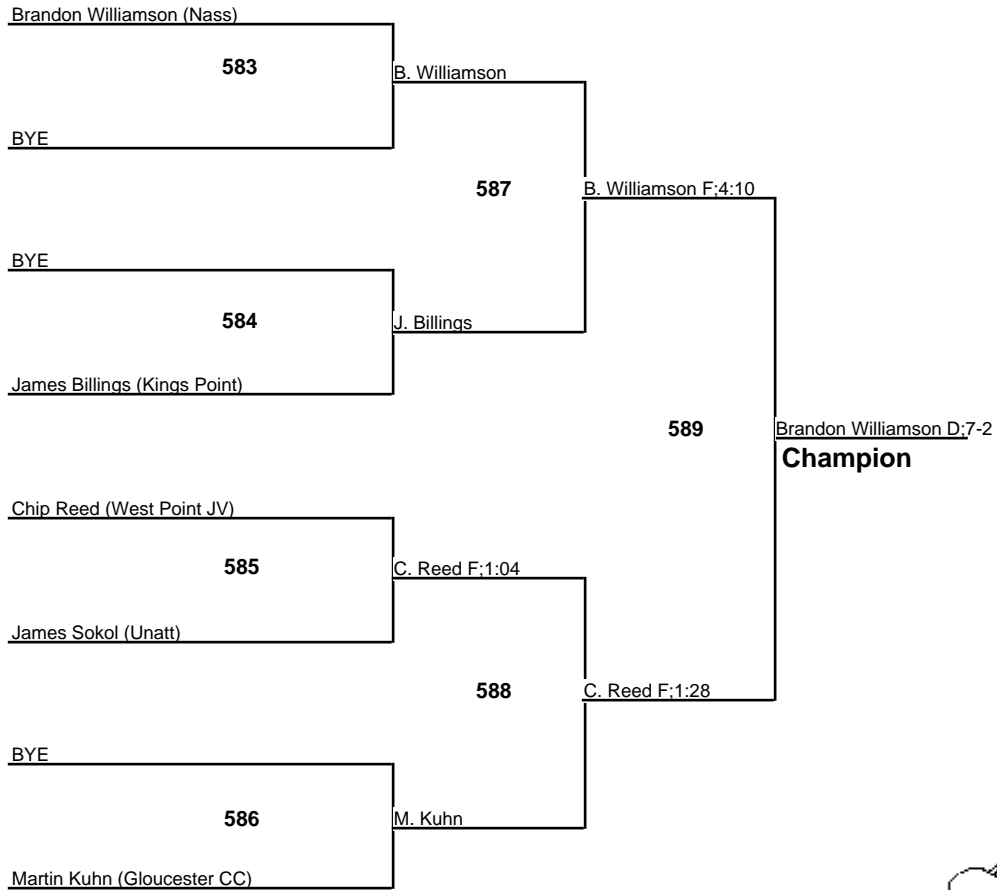 Brandon Williamson (Nass)
583
B. Williamson
BYE
587
B. Williamson F;4:10
BYE
584
J. Billings
James Billings (Kings Point)
589
Brandon Williamson D;7-2
Champion
Chip Reed (West Point JV)
585
C. Reed F;1:04
James Sokol (Unatt)
588
C. Reed F;1:28
BYE
586
M. Kuhn
Martin Kuhn (Gloucester CC)